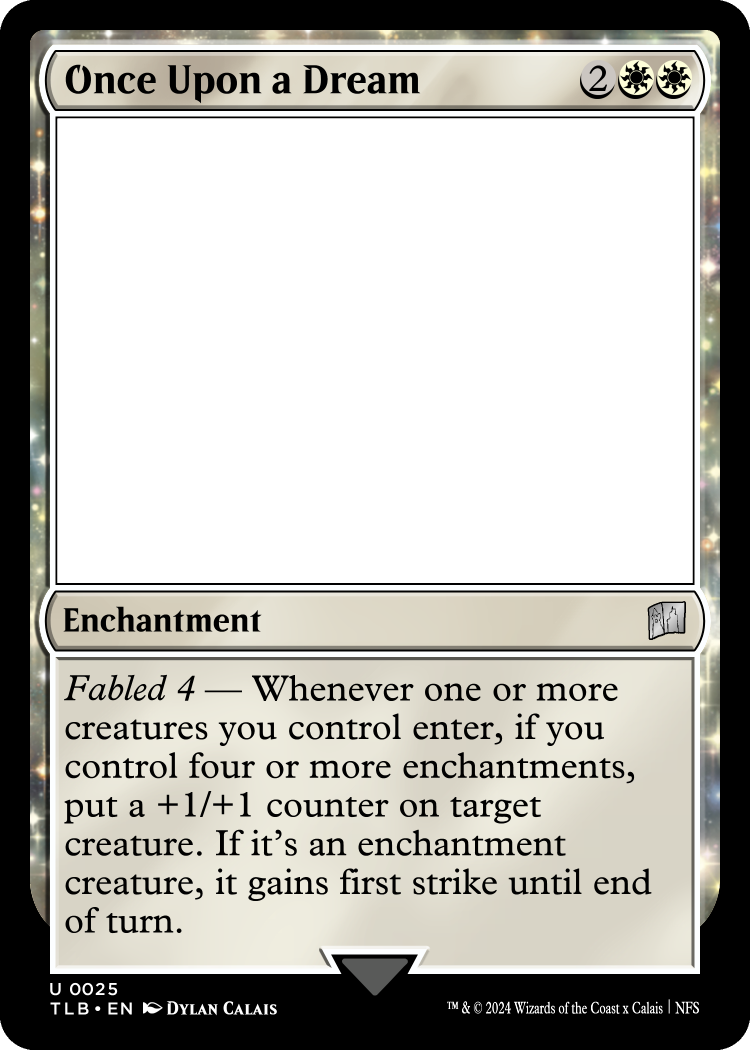 Once Upon a Dream 2
Enchantment
Fabled 4 — Whenever one or more
creatures you control enter, if you
control four or more enchantments,
put a +1/+1 counter on target
creature. If it's an enchantment
creature, it gains first strike until end
of turn.
U 0025
TLB • EN Dylan Calais
™ & © 2024 Wizards of the Coast x Calais | NFS